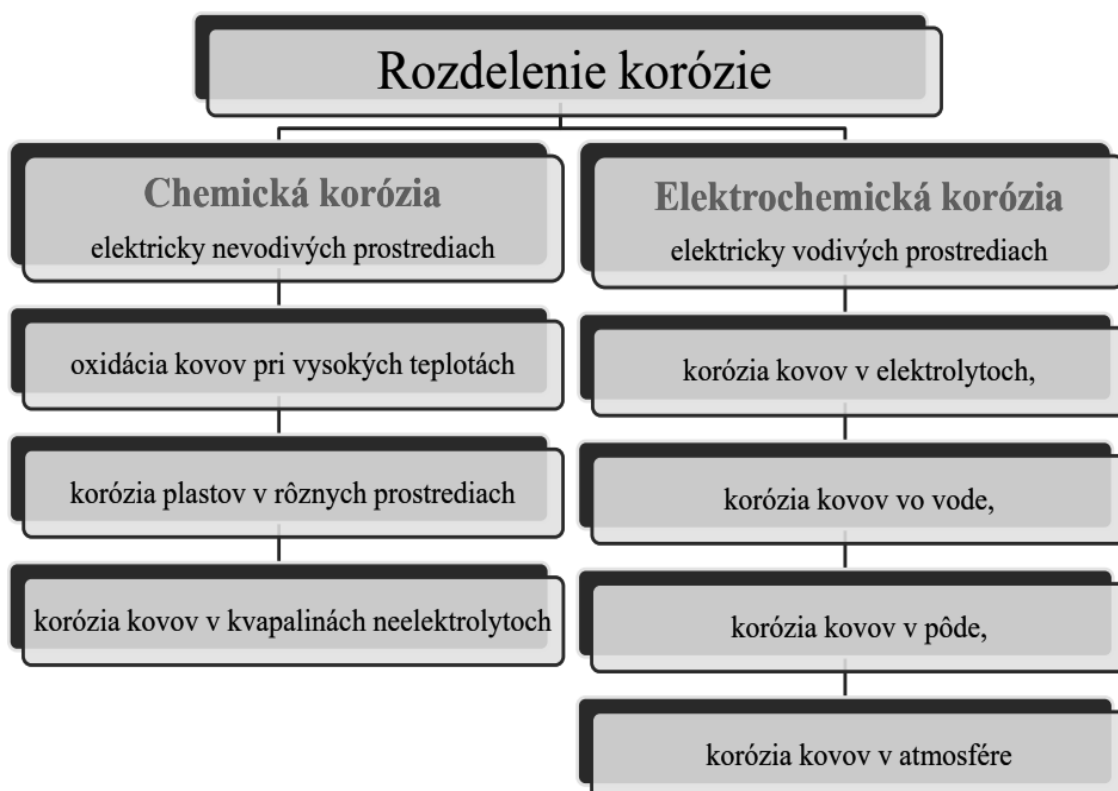 Rozdelenie korózie
Chemická korózia
elektricky nevodivých prostrediach
oxidácia kovov pri vysokých teplotách
korózia plastov v rôznych prostrediach
korózia kovov v kvapalinách neelektrolytoch
Elektrochemická korózia
elektricky vodivých prostrediach
korózia kovov v elektrolytoch,
korózia kovov vo vode,
korózia kovov v pôde,
korózia kovov v atmosfére